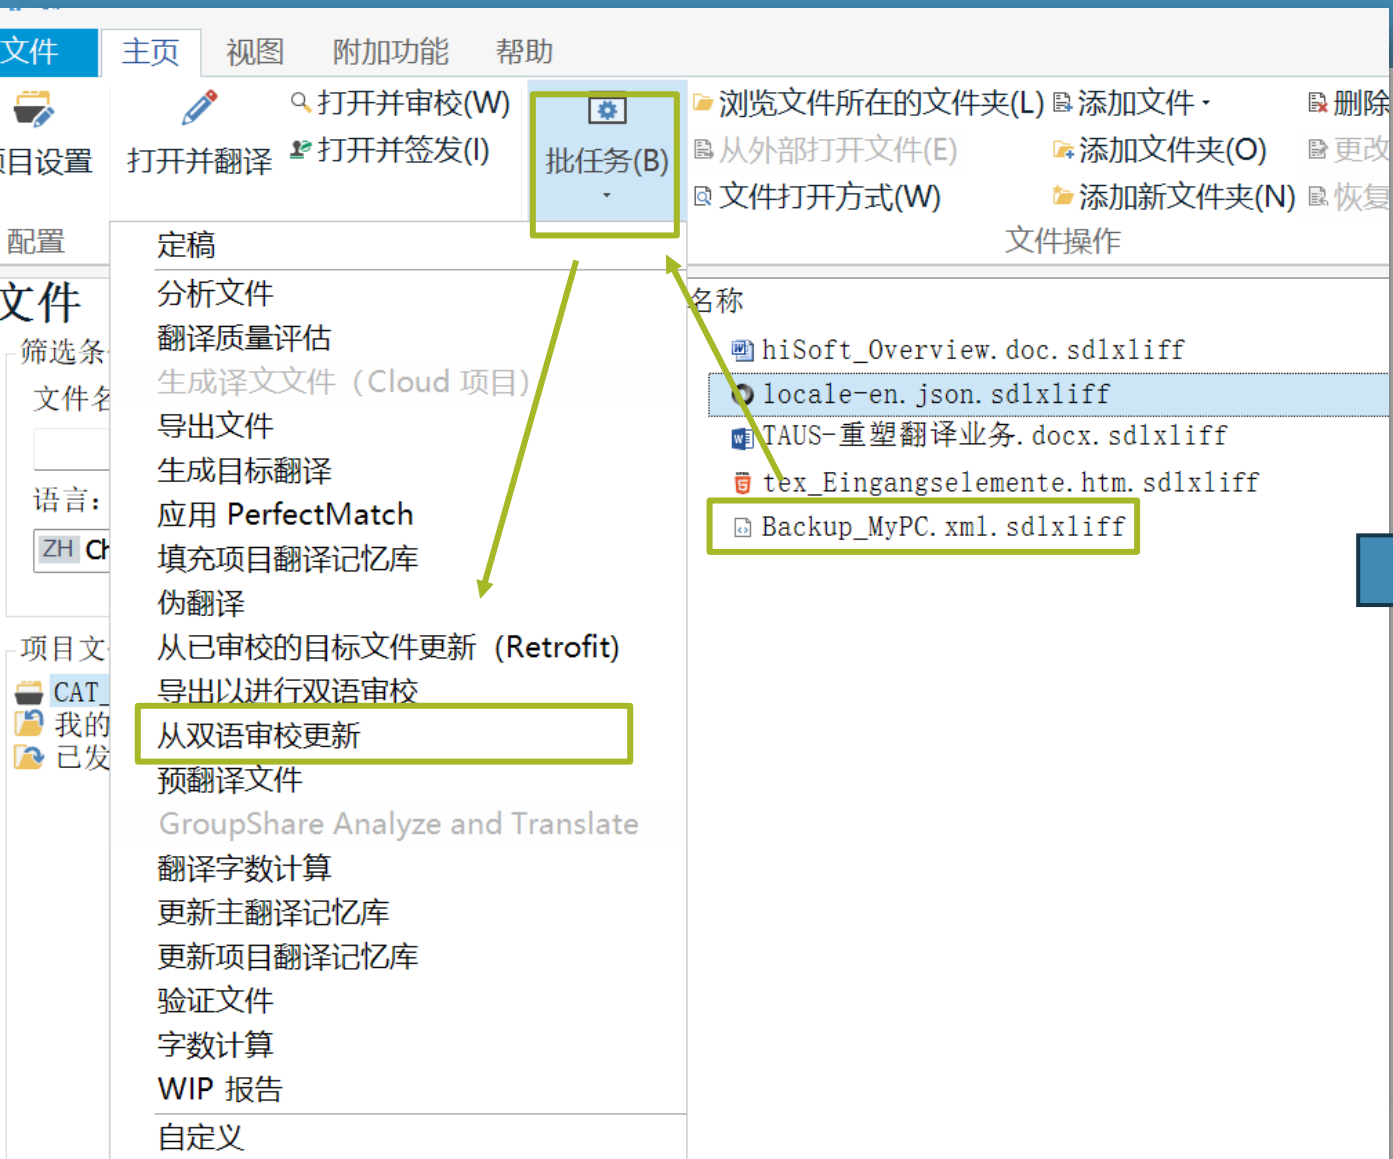 文件 主页 视图 附加功能 帮助
项目设置
打开并翻译
打开并审校(W)
打开并签发(I)
批任务(B)
浏览文件所在的文件夹(L)
从外部打开文件(E)
文件打开方式(W)
添加文件
添加文件夹(O)
添加新文件夹(N)
删除
更改
恢复
配置
文件操作
文件
筛选条
文件名
语言:
ZH Ch
项目文
CAT_
我的
已发
定稿
分析文件
翻译质量评估
生成译文文件（Cloud 项目）
导出文件
生成目标翻译
应用 PerfectMatch
填充项目翻译记忆库
伪翻译
从已审校的目标文件更新（Retrofit)
导出以进行双语审校
从双语审校更新
预翻译文件
GroupShare Analyze and Translate
翻译字数计算
更新主翻译记忆库
更新项目翻译记忆库
验证文件
字数计算
WIP 报告
自定义
名称
hiSoft_Overview.doc.sdlxliff
locale-en.json.sdlxliff
TAUS-重塑翻译业务.docx.sdlxliff
tex_Eingangselemente.htm.sdlxliff
Backup_MyPC.xml.sdlxliff